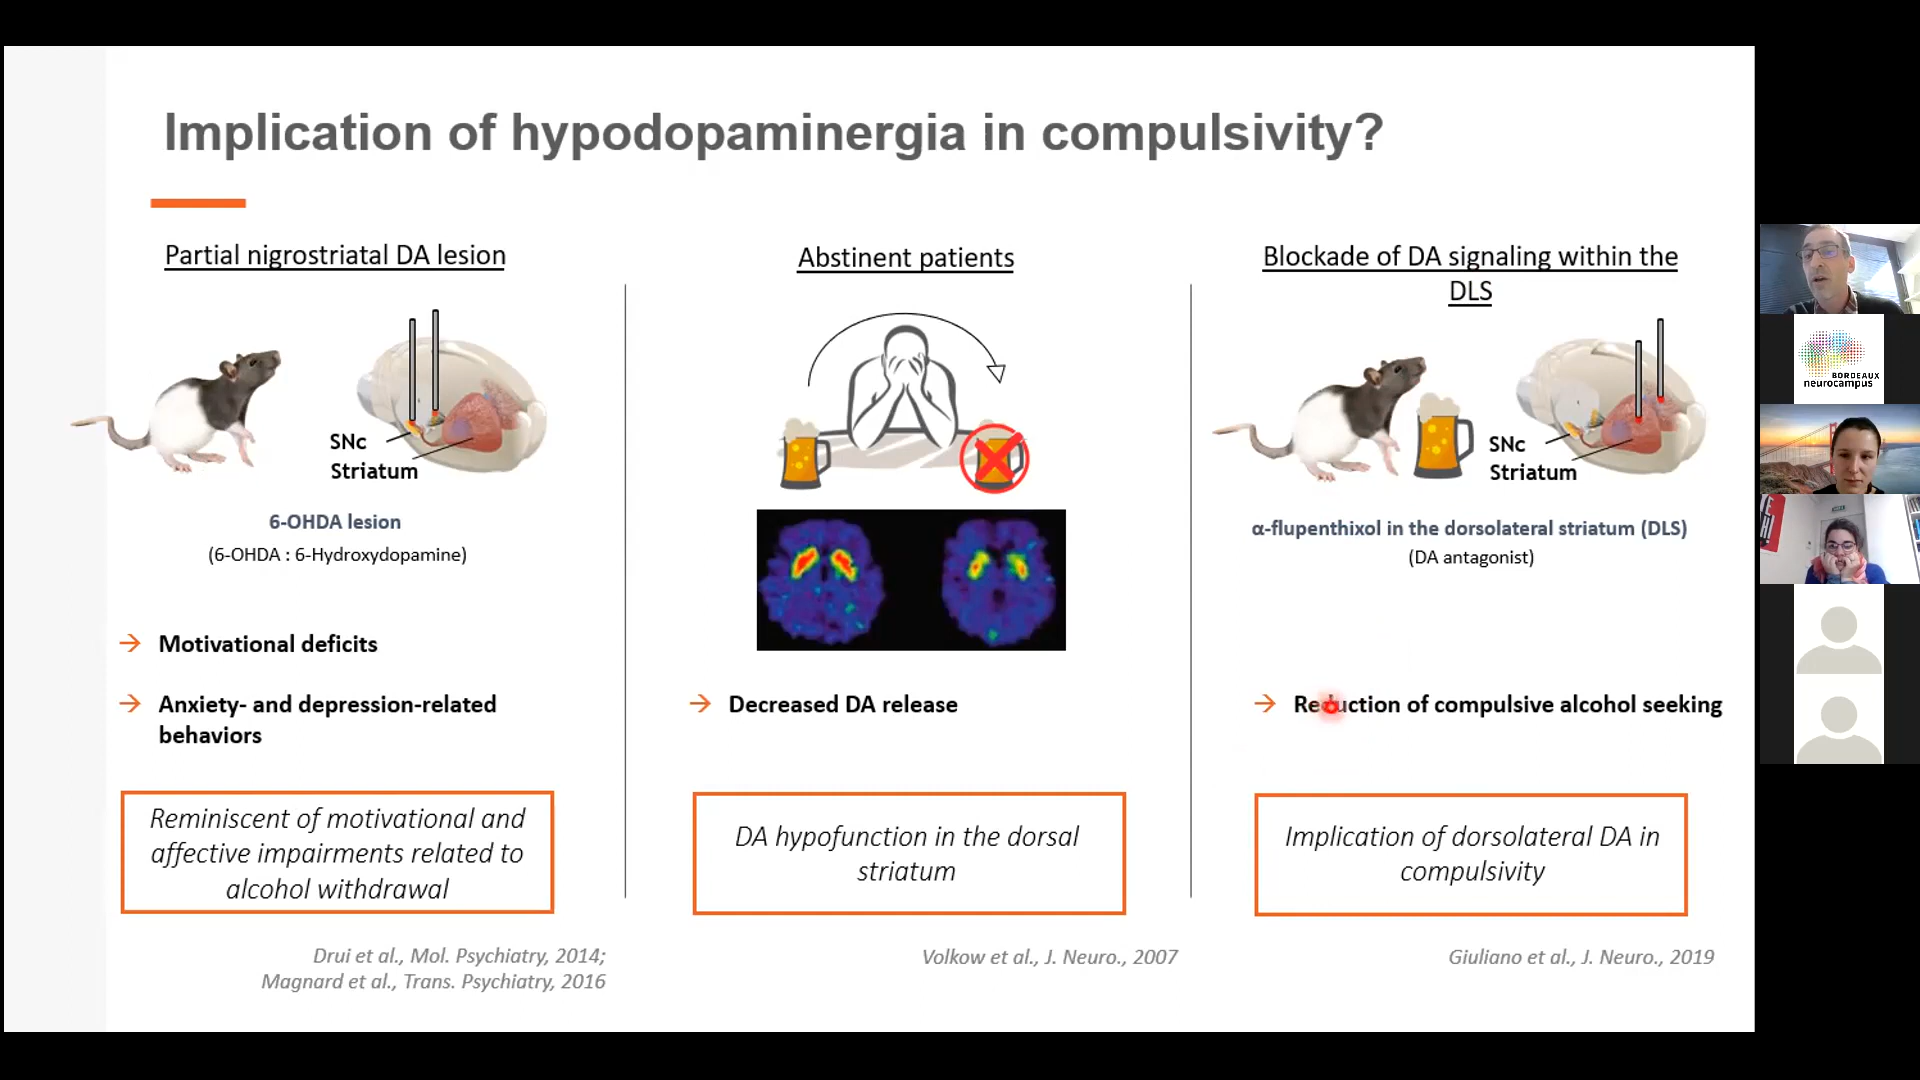 Implication of hypodopaminergia in compulsivity?
Partial nigrostriatal DA lesion
SNc
Striatum
6-OHDA lesion
(6-OHDA : 6-Hydroxydopamine)
→ Motivational deficits
→ Anxiety- and depression-related
behaviors
Reminiscent of motivational and
affective impairments related to
alcohol withdrawal
Drui et al., Mol. Psychiatry, 2014;
Magnard et al., Trans. Psychiatry, 2016
Abstinent patients
→ Decreased DA release
DA hypofunction in the dorsal
striatum
Volkow et al., J. Neuro., 2007
Blockade of DA signaling within the
DLS
SNc
Striatum
α-flupenthixol in the dorsolateral striatum (DLS)
(DA antagonist)
→ Reduction of compulsive alcohol seeking
Implication of dorsolateral DA in
compulsivity
Giuliano et al., J. Neuro., 2019
BORDEAUX
neurocampus